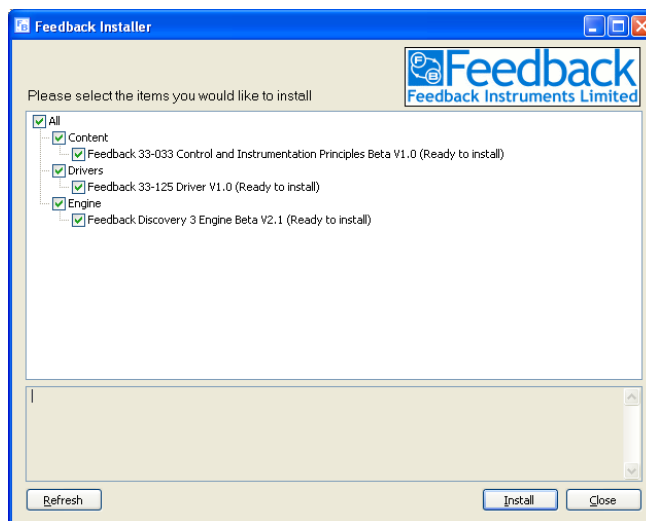 Feedback Installer
Feedback
Feedback Instruments Limited
Please select the items you would like to install
All
Content
Feedback 33-033 Control and Instrumentation Principles Beta V1.0 (Ready to install)
Drivers
Feedback 33-125 Driver V1.0 (Ready to install)
Engine
Feedback Discovery 3 Engine Beta V2.1 (Ready to install)
Refresh
Install
Close